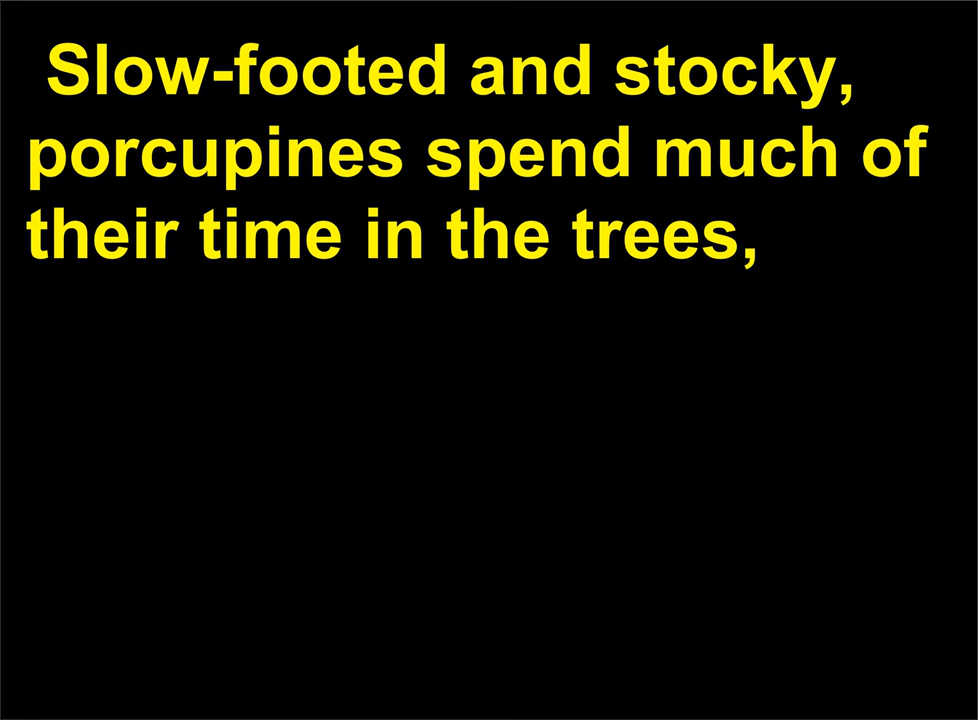 Slow-footed and stocky,
porcupines spend much of
their time in the trees,